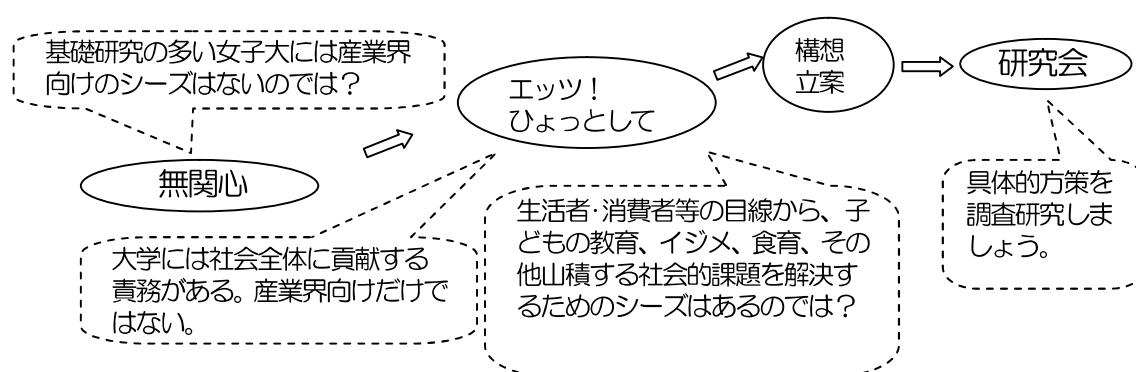 基礎研究の多い女子大には産業界
向けのシーズはないのでは？
無関心
エッツ！
ひょっとして
構想
立案
研究会
大学には社会全体に貢献する
責務がある。産業界向けだけで
はない。
生活者･消費者等の目線から、子
どもの教育、イジメ、食育、その
他山積する社会的課題を解決す
るためのシーズはあるのでは？
具体的方策を
調査研究しま
しょう。